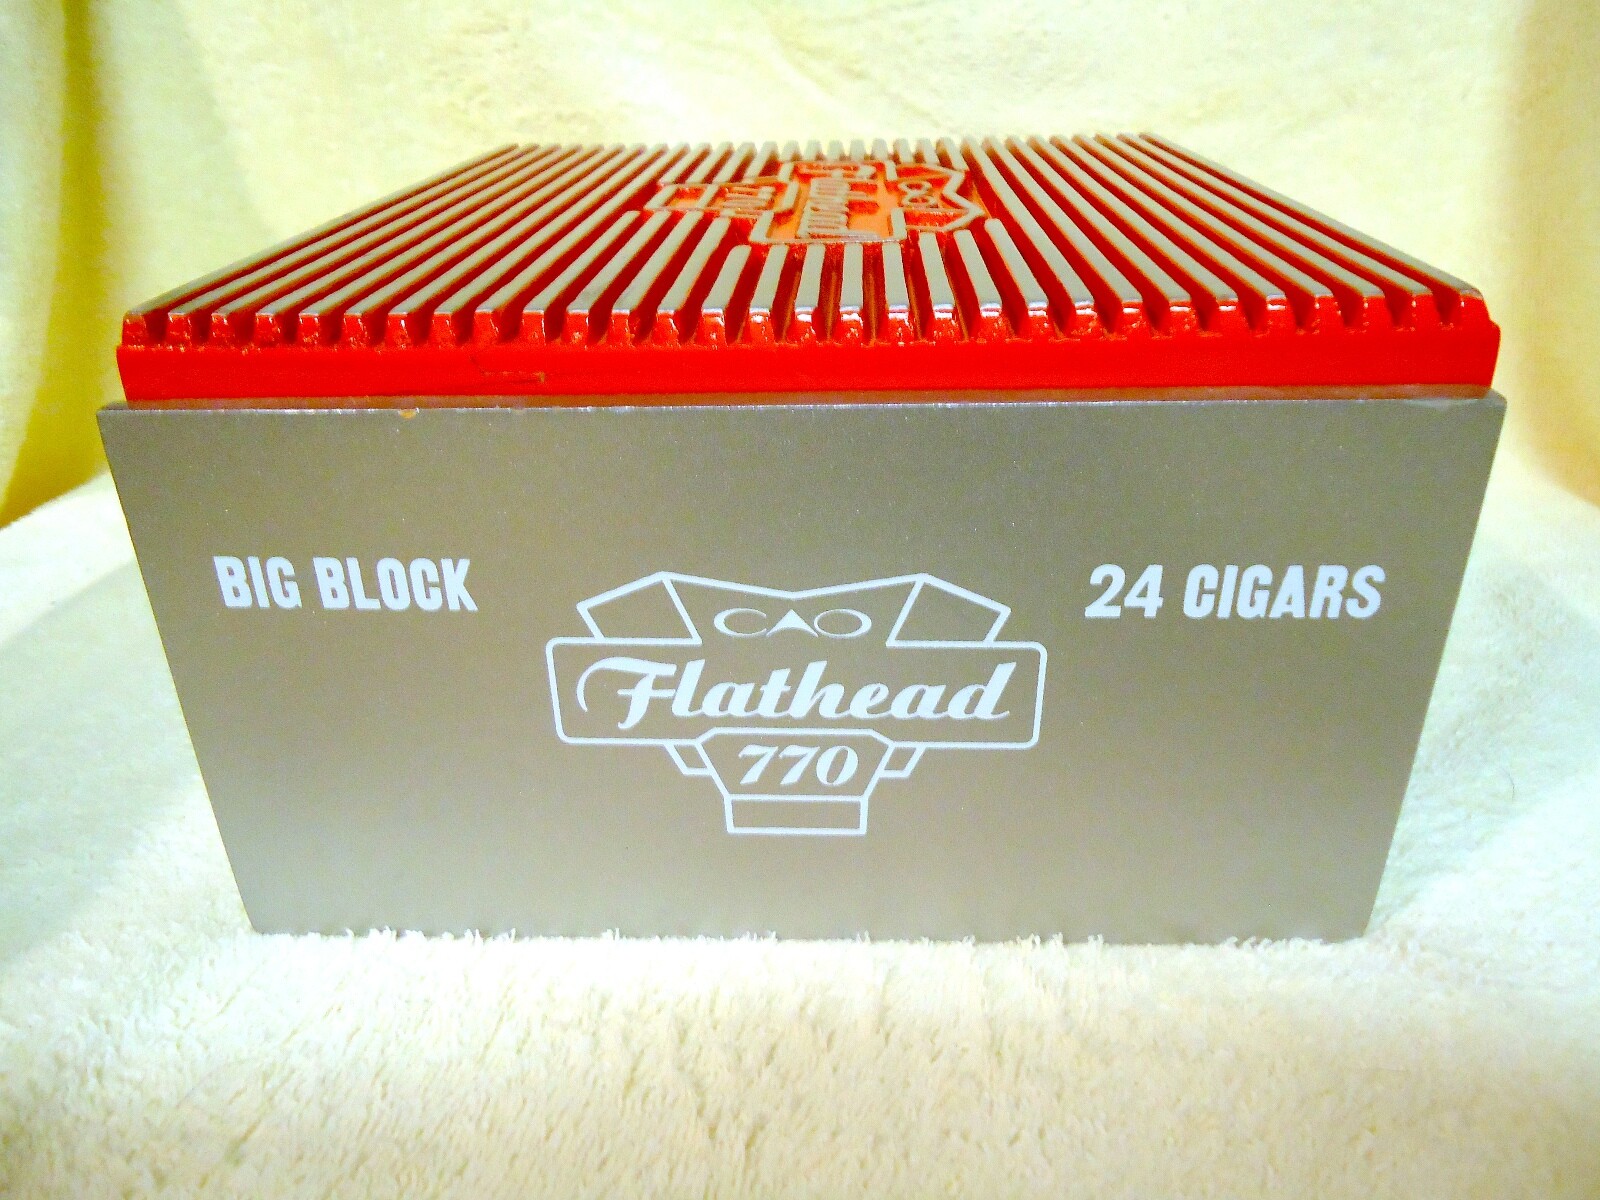 BIG BLOCK
24 CIGARS
CAO
Flathead
770